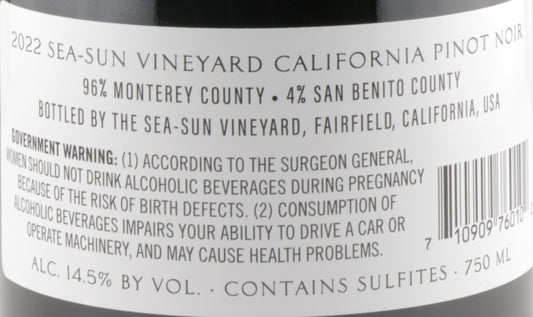 2022 SEA-SUN VINEYARD CALIFORNIA PINOT NOIR
96% MONTEREY COUNTY • 4% SAN BENITO COUNTY
BOTTLED BY THE SEA-SUN VINEYARD, FAIRFIELD, CALIFORNIA, USA
GOVERNMENT WARNING: (1) ACCORDING TO THE SURGEON GENERAL,
WOMEN SHOULD NOT DRINK ALCOHOLIC BEVERAGES DURING PREGNANCY
BECAUSE OF THE RISK OF BIRTH DEFECTS. (2) CONSUMPTION OF
ALCOHOLIC BEVERAGES IMPAIRS YOUR ABILITY TO DRIVE A CAR OR
OPERATE MACHINERY, AND MAY CAUSE HEALTH PROBLEMS.
7 10909 76010
ALC. 14.5% BY VOL. · CONTAINS SULFITES · 750 ML